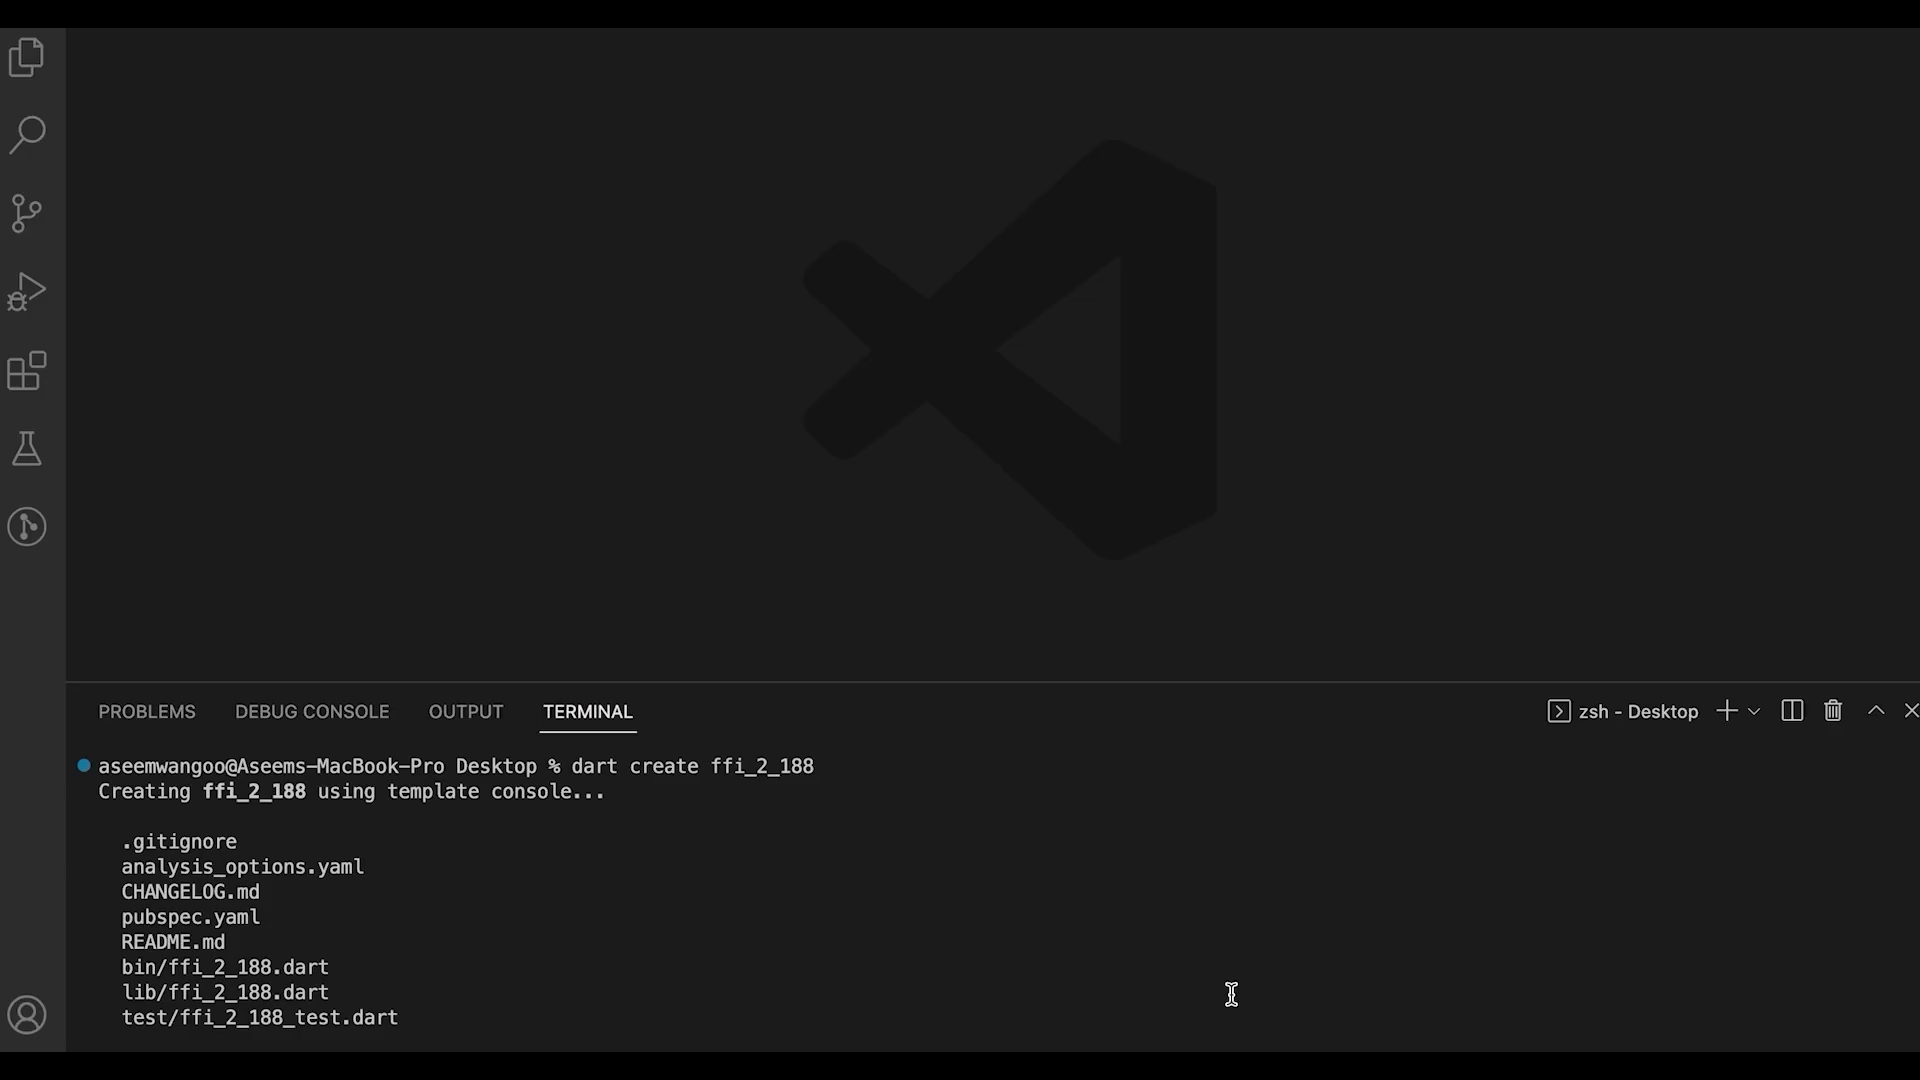 PROBLEMS DEBUG CONSOLE OUTPUT TERMINAL zsh - Desktop
aseemwangoo@Aseems-MacBook-Pro Desktop % dart create ffi_2_188
Creating ffi_2_188 using template console...
.gitignore
analysis_options.yaml
CHANGELOG.md
pubspec.yaml
README.md
bin/ffi_2_188.dart
lib/ffi_2_188.dart
test/ffi_2_188_test.dart